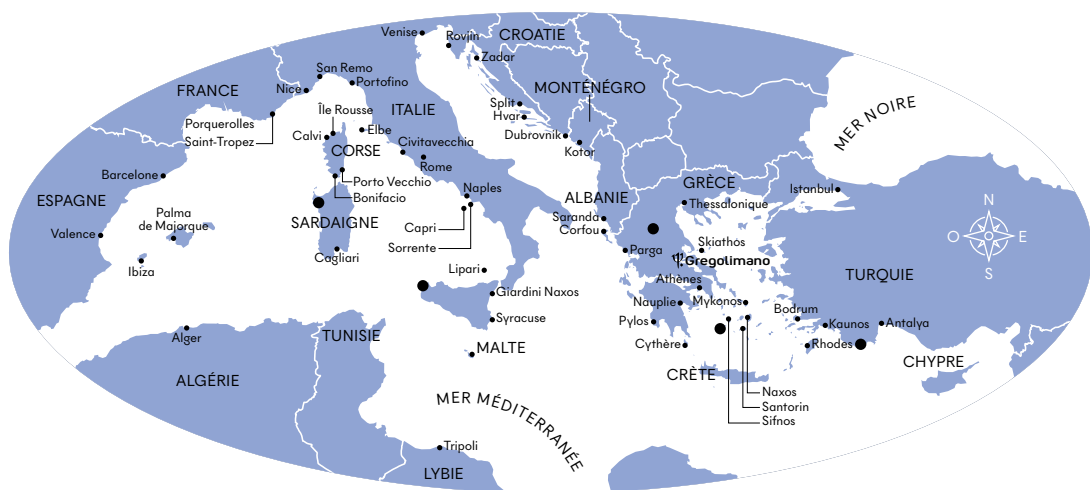 Venise
Rovjin
CROATIE
Zadar
San Remo
Portofino
FRANCE
Nice
ITALIE
MONTÉNÉGRO
MER NOIRE
Île Rousse
Split
Hvar
Porquerolles
Saint-Tropez
Calvi
Elbe
Civitavecchia
Dubrovnik
CORSE
Rome
Kotor
Barcelone
Porto Vecchio
Bonifacio
Naples
ESPAGNE
ALBANIE
GRÈCE
Istanbul
N
Palma
de Majorque
SARDAIGNE
Capri
Saranda
Corfou
Thessalonique
Valence
Sorrente
Parga
Skiathos
O
E
Cagliari
Gregolimano
Ibiza
Lipari
Athènes
TURQUIE
S
Giardini Naxos
Nauplie
Mykonos
Bodrum
Syracuse
Pylos
Kaunos
Antalya
Alger
TUNISIE
MALTE
Cythère
Rhodes
CHYPRE
ALGÉRIE
CRÈTE
Naxos
Santorin
Sifnos
MER MÉDITERRANÉE
Tripoli
LYBIE